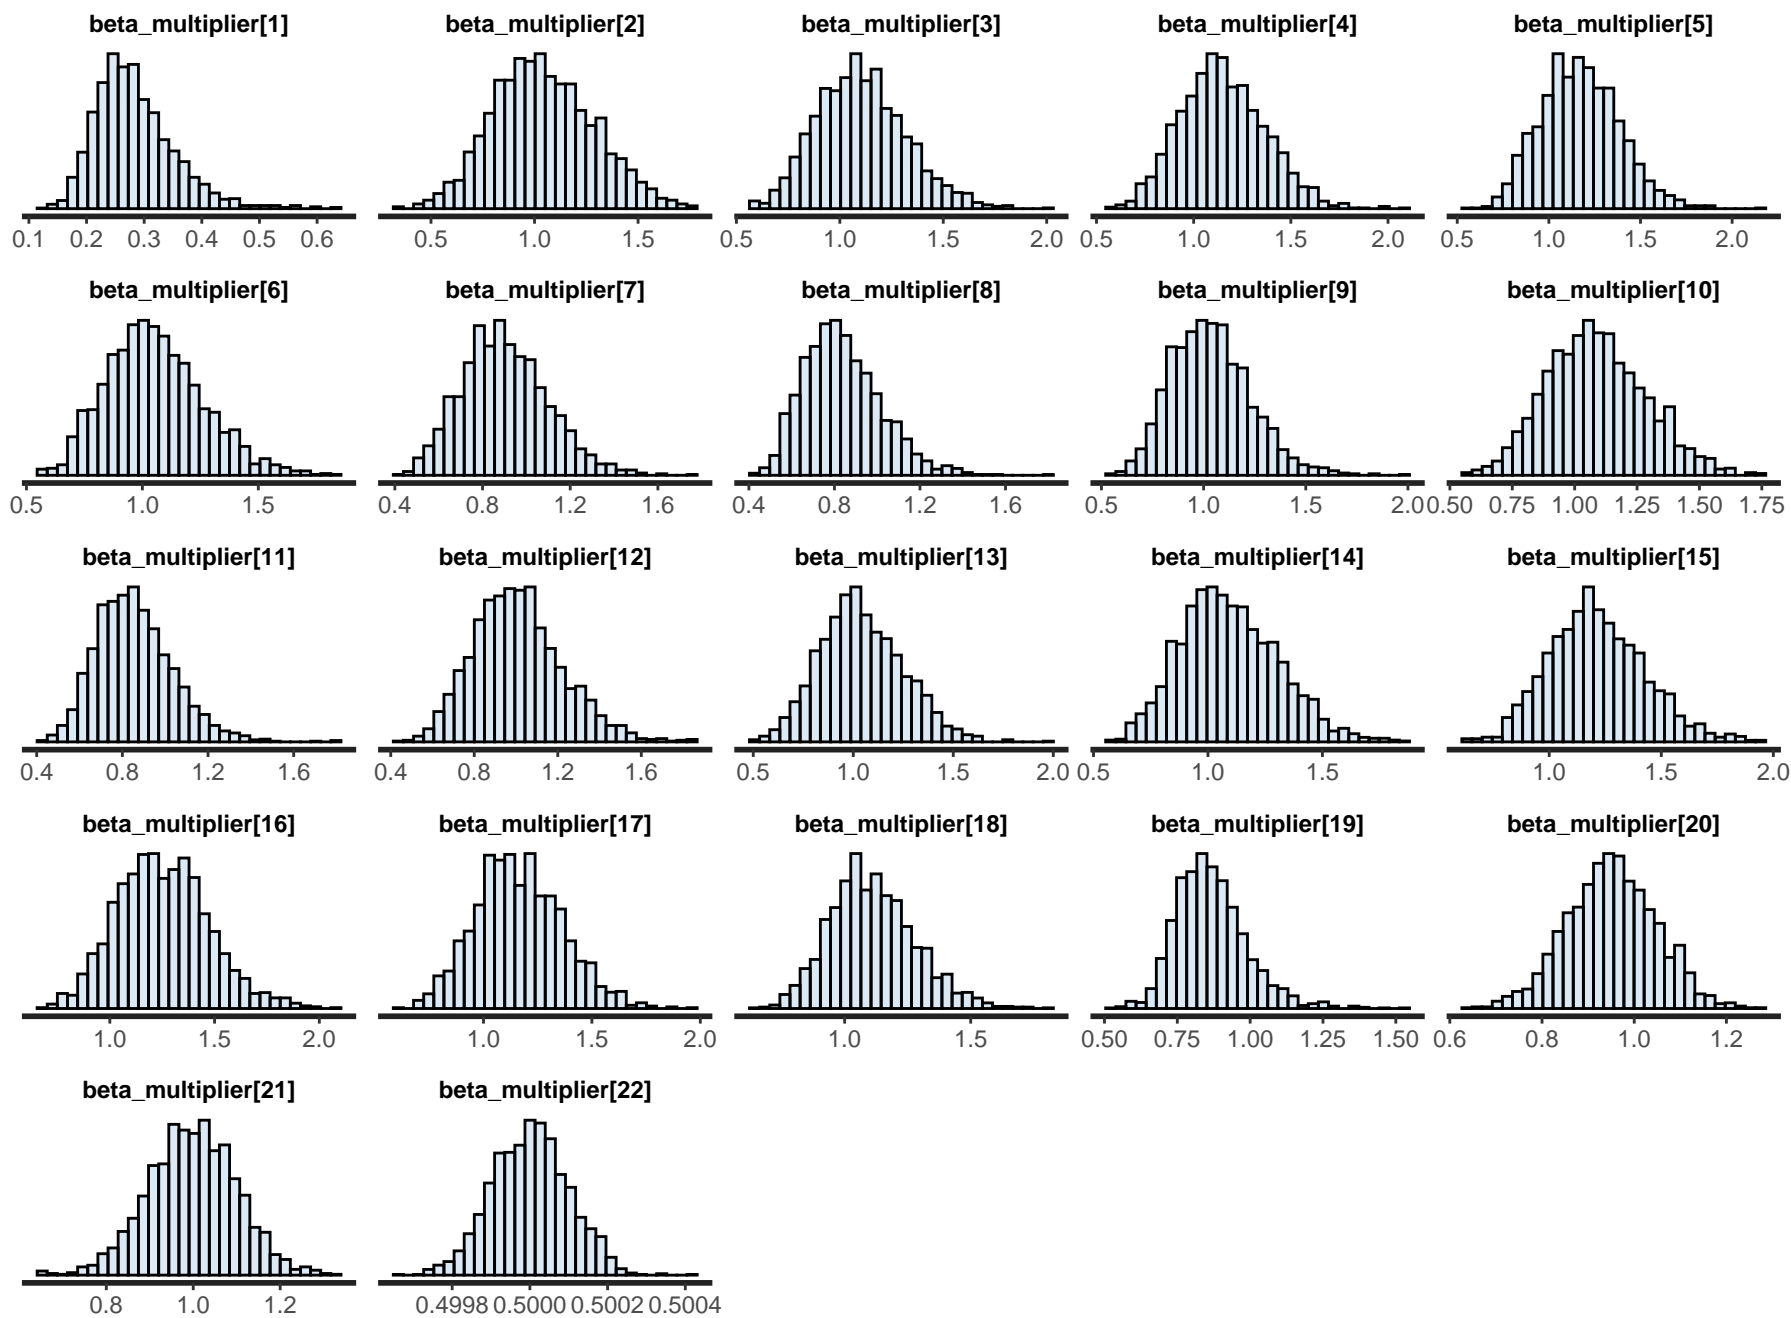 beta_multiplier[1] beta_multiplier[2] beta_multiplier[3] beta_multiplier[4] beta_multiplier[5]
0.1 0.2 0.3 0.4 0.5 0.6 0.5 1.0 1.5 0.5 1.0 1.5 2.0 0.5 1.0 1.5 2.0 0.5 1.0 1.5 2.0
beta_multiplier[6] beta_multiplier[7] beta_multiplier[8] beta_multiplier[9] beta_multiplier[10]
0.5 1.0 1.5 0.4 0.8 1.2 1.6 0.4 0.8 1.2 1.6 0.5 1.0 1.5 2.0 0.50 0.75 1.00 1.25 1.50 1.75
beta_multiplier[11] beta_multiplier[12] beta_multiplier[13] beta_multiplier[14] beta_multiplier[15]
0.4 0.8 1.2 1.6 0.4 0.8 1.2 1.6 0.5 1.0 1.5 2.0 0.5 1.0 1.5 1.0 1.5 2.0
beta_multiplier[16] beta_multiplier[17] beta_multiplier[18] beta_multiplier[19] beta_multiplier[20]
1.0 1.5 2.0 1.0 1.5 2.0 1.0 1.5 0.50 0.75 1.00 1.25 1.50 0.6 0.8 1.0 1.2
beta_multiplier[21] beta_multiplier[22]
0.8 1.0 1.2 0.4998 0.5000 0.5002 0.5004